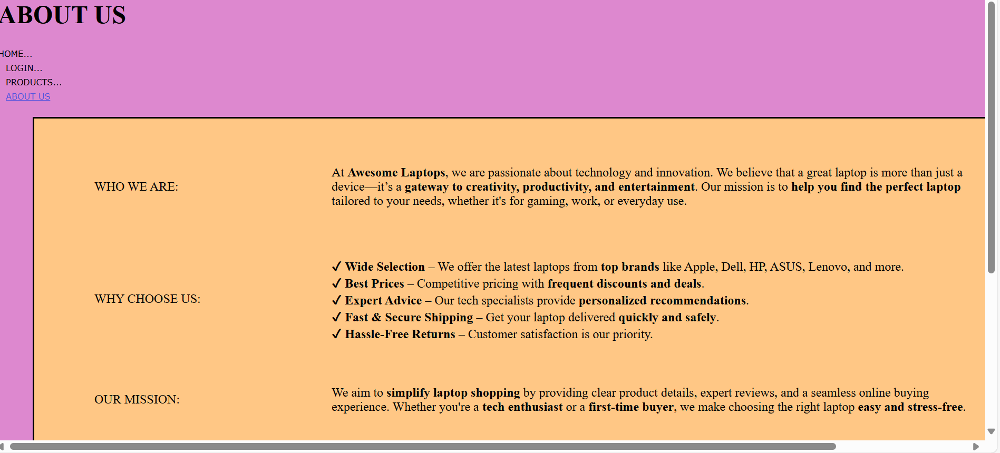 ABOUT US
HOME...
LOGIN...
PRODUCTS...
ABOUT US
WHO WE ARE:
At Awesome Laptops, we are passionate about technology and innovation. We believe that a great laptop is more than just a
device—it’s a gateway to creativity, productivity, and entertainment. Our mission is to help you find the perfect laptop
tailored to your needs, whether it's for gaming, work, or everyday use.
WHY CHOOSE US:
✓ Wide Selection – We offer the latest laptops from top brands like Apple, Dell, HP, ASUS, Lenovo, and more.
✓ Best Prices – Competitive pricing with frequent discounts and deals.
✓ Expert Advice – Our tech specialists provide personalized recommendations.
✓ Fast & Secure Shipping – Get your laptop delivered quickly and safely.
✓ Hassle-Free Returns – Customer satisfaction is our priority.
OUR MISSION:
We aim to simplify laptop shopping by providing clear product details, expert reviews, and a seamless online buying
experience. Whether you're a tech enthusiast or a first-time buyer, we make choosing the right laptop easy and stress-free.